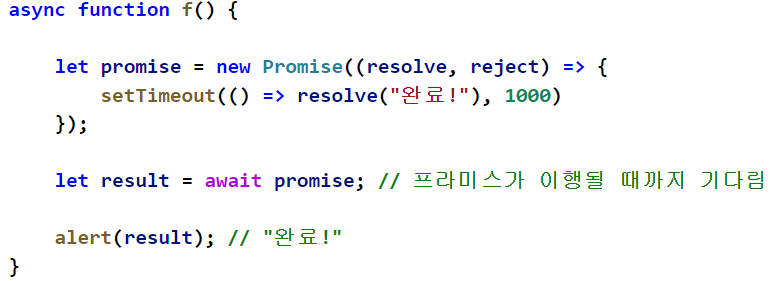 async function f() {
let promise = new Promise((resolve, reject) => {
setTimeout(() => resolve("완료!"), 1000)
});
let result = await promise; // 프라미스가 이행될 때까지 기다림
alert(result); // "완료!"
}